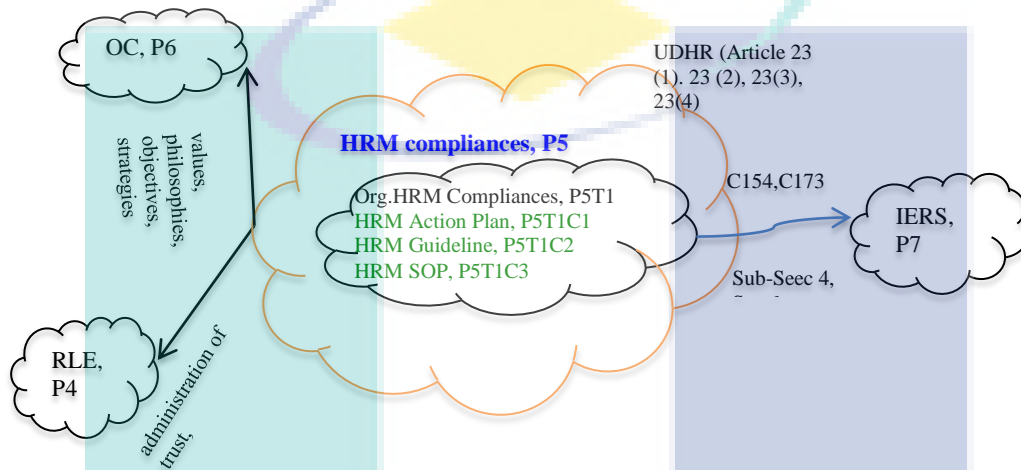 OC, P6
UDHR (Article 23
(1). 23 (2), 23(3),
23(4)
values,
philosophies,
objectives,
strategies
HRM compliances, P5
Org.HRM Compliances, P5T1
HRM Action Plan, P5T1C1
HRM Guideline, P5T1C2
HRM SOP, P5T1C3
C154,C173
IERS,
P7
Sub-Seec 4,
RLE,
P4
administration of
trust,